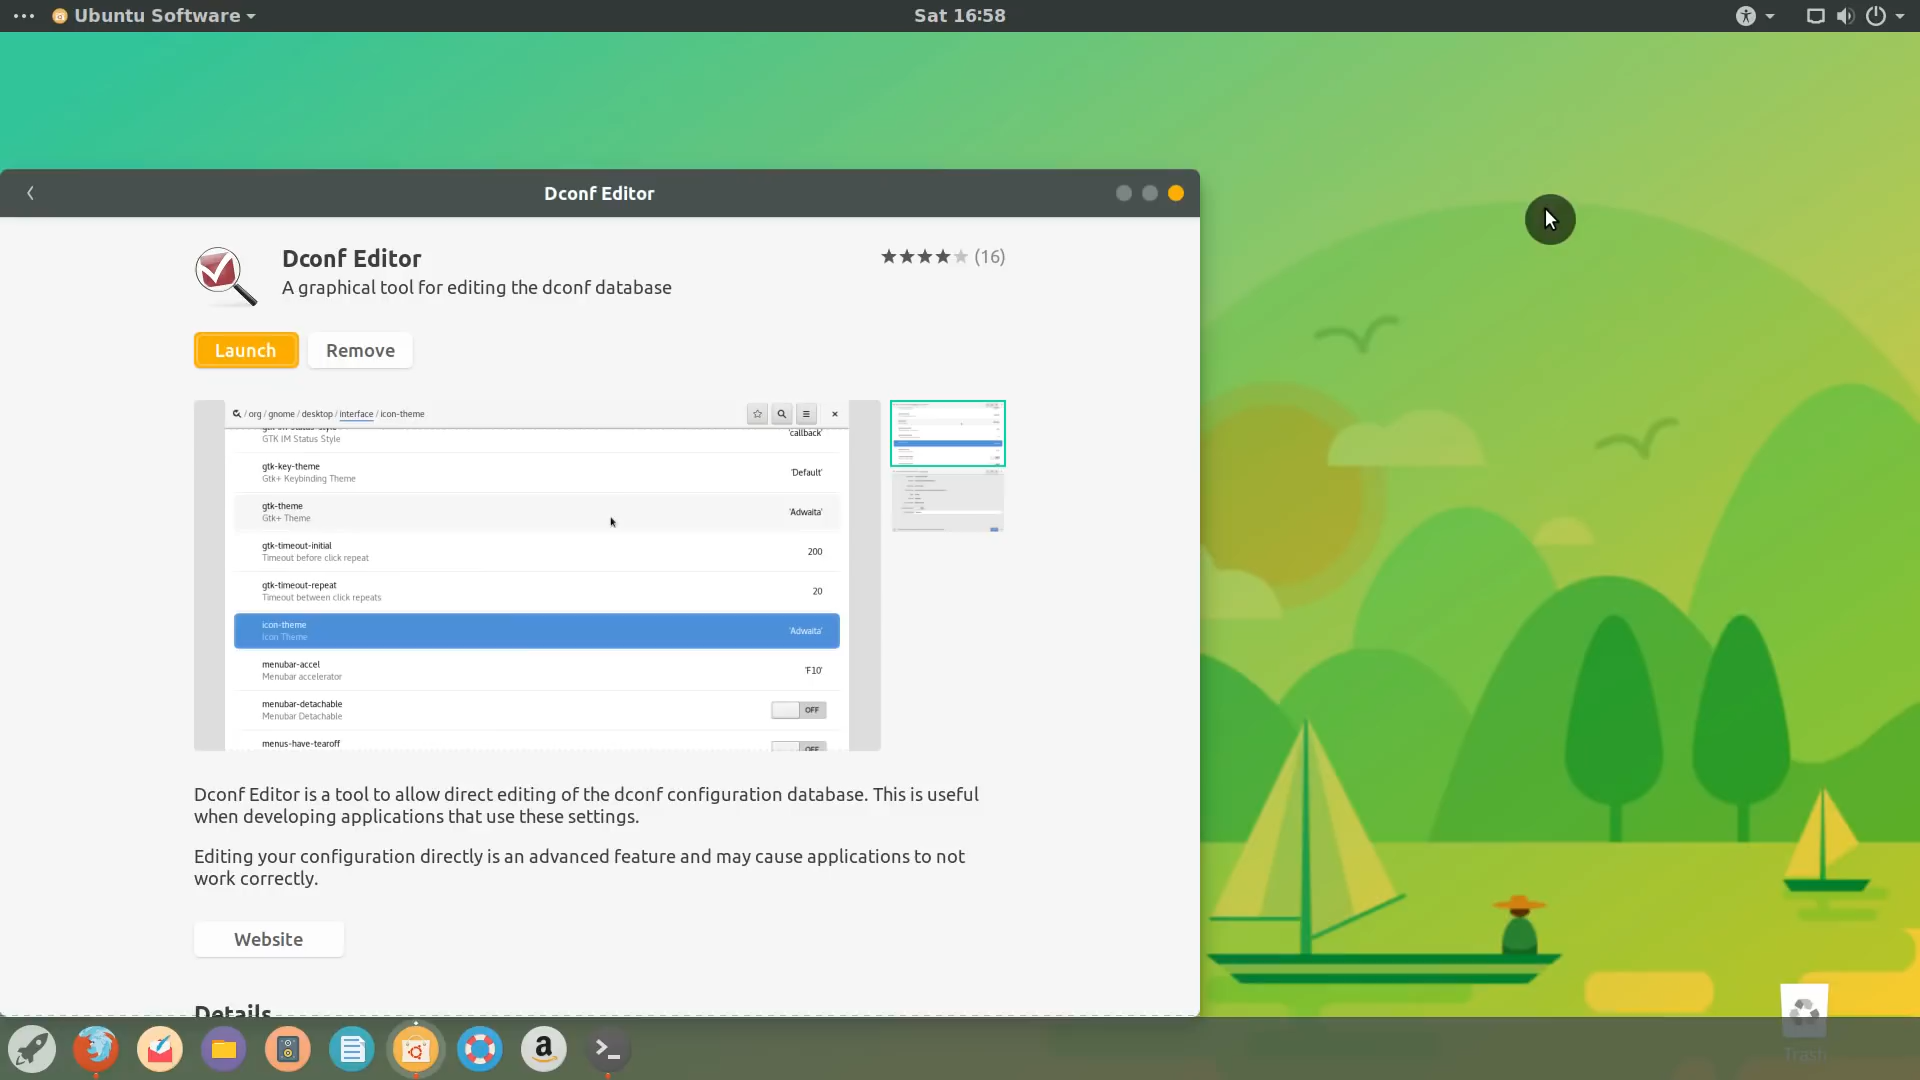 Ubuntu Software
Sat 16:58
Dconf Editor
Dconf Editor
A graphical tool for editing the dconf database
(16)
Launch
Remove
/ org / gnome / desktop / interface / icon-theme
'callback'
GTK IM Status Style
gtk-key-theme
Gtk+ Keybinding Theme
'Default'
gtk-theme
Gtk+ Theme
'Adwaita'
gtk-timeout-initial
Timeout before click repeat
200
gtk-timeout-repeat
Timeout between click repeats
20
icon-theme
Icon Theme
'Adwaita'
menubar-accel
Menubar accelerator
'F10'
menubar-detachable
Menubar Detachable
OFF
menus-have-tearoff
OFF
Dconf Editor is a tool to allow direct editing of the dconf configuration database. This is useful
when developing applications that use these settings.
Editing your configuration directly is an advanced feature and may cause applications to not
work correctly.
Website
Details
Trash